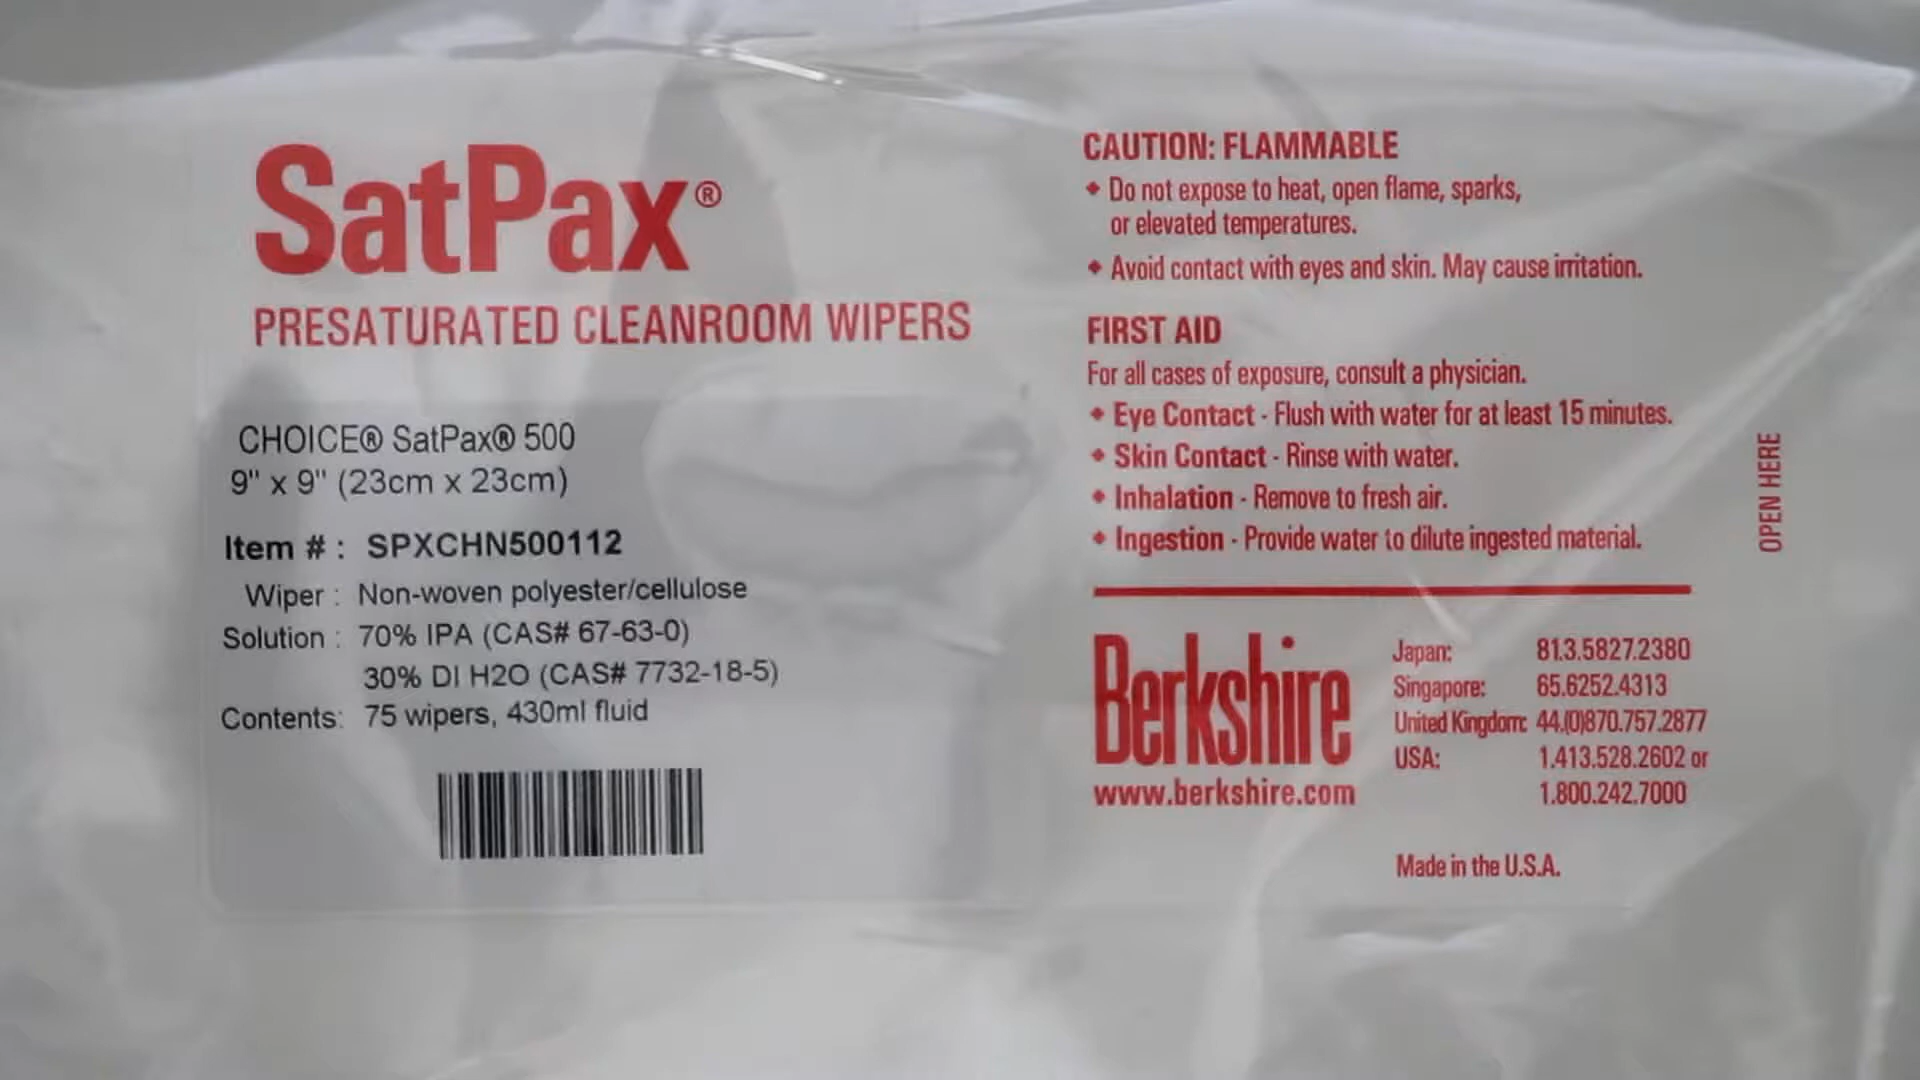 SatPax®
PRESATURATED CLEANROOM WIPERS
CHOICE® SatPax® 500
9" x 9" (23cm x 23cm)
Item # : SPXCHN500112
Wiper : Non-woven polyester/cellulose
Solution : 70% IPA (CAS# 67-63-0)
30% DI H2O (CAS# 7732-18-5)
Contents: 75 wipers, 430ml fluid
CAUTION: FLAMMABLE
• Do not expose to heat, open flame, sparks,
or elevated temperatures.
• Avoid contact with eyes and skin. May cause irritation.
FIRST AID
For all cases of exposure, consult a physician.
• Eye Contact - Flush with water for at least 15 minutes.
• Skin Contact - Rinse with water.
• Inhalation - Remove to fresh air.
• Ingestion - Provide water to dilute ingested material.
Berkshire
www.berkshire.com
Japan: 81.3.5827.2380
Singapore: 65.6252.4313
United Kingdom: 44.(0)870.757.2877
USA: 1.413.528.2602 or
1.800.242.7000
Made in the U.S.A.
OPEN HERE